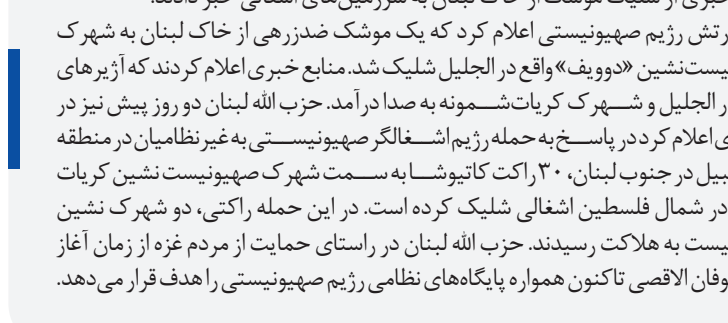 خبری از شلیک موشک از خاک لبنان به سرزمین‌های اشغالی خبر دادند.
رتش رژیم صهیونیستی اعلام کرد که یک موشک ضدزرهی از خاک لبنان به شهرک
یست‌نشین «دوویف» واقع در الجلیل شلیک شد. منابع خبری اعلام کردند که آژیرهای
ر الجلیل و شهرک کریات‌شمونه به صدا درآمد. حزب الله لبنان دو روز پیش نیز در
ی اعلام کرد در پاسخ به حمله رژیم اشغالگر صهیونیستی به غیرنظامیان در منطقه
بیل در جنوب لبنان، ۳۰ راکت کاتیوشا به سمت شهرک صهیونیست نشین کریات
در شمال فلسطین اشغالی شلیک کرده است. در این حمله راکتی، دو شهرک نشین
یست به هلاکت رسیدند. حزب الله لبنان در راستای حمایت از مردم غزه از زمان آغاز
وفان الاقصی تاکنون همواره پایگاه‌های نظامی رژیم صهیونیستی را هدف قرار می‌دهد.